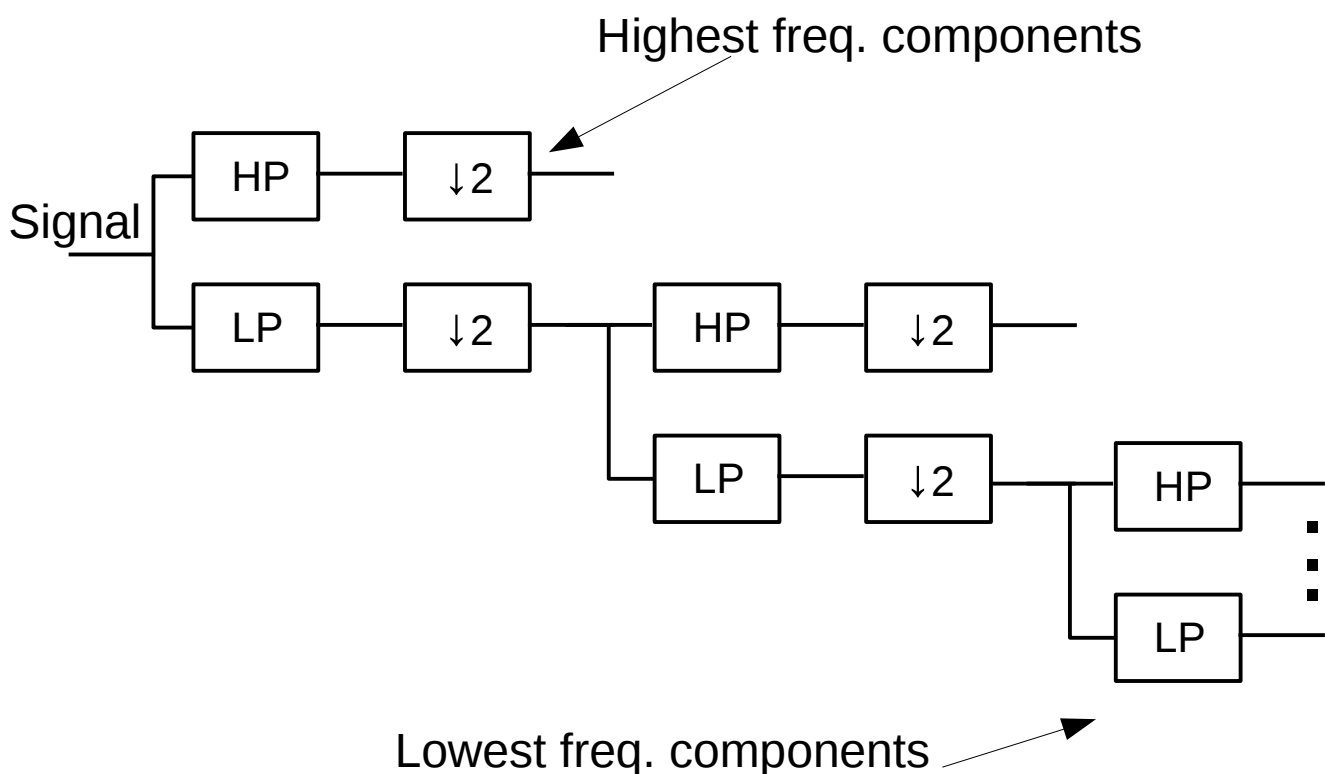 Highest freq. components
HP
↓2
Signal
LP
↓2
HP
↓2
LP
↓2
HP
LP
Lowest freq. components